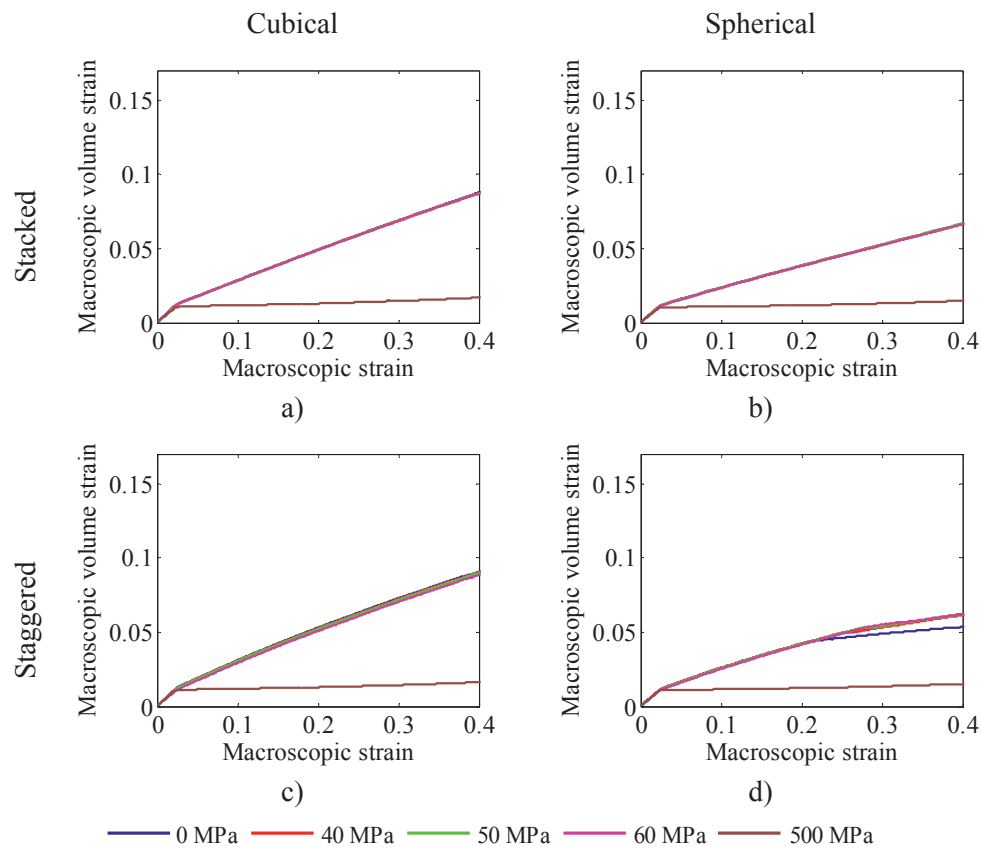 Cubical
Spherical
Stacked
Macroscopic volume strain
0.15
0.1
0.05
0
0 0.1 0.2 0.3 0.4
Macroscopic strain
a)
Macroscopic volume strain
0.15
0.1
0.05
0
0 0.1 0.2 0.3 0.4
Macroscopic strain
b)
Staggered
Macroscopic volume strain
0.15
0.1
0.05
0
0 0.1 0.2 0.3 0.4
Macroscopic strain
c)
Macroscopic volume strain
0.15
0.1
0.05
0
0 0.1 0.2 0.3 0.4
Macroscopic strain
d)
0 MPa 40 MPa 50 MPa 60 MPa 500 MPa